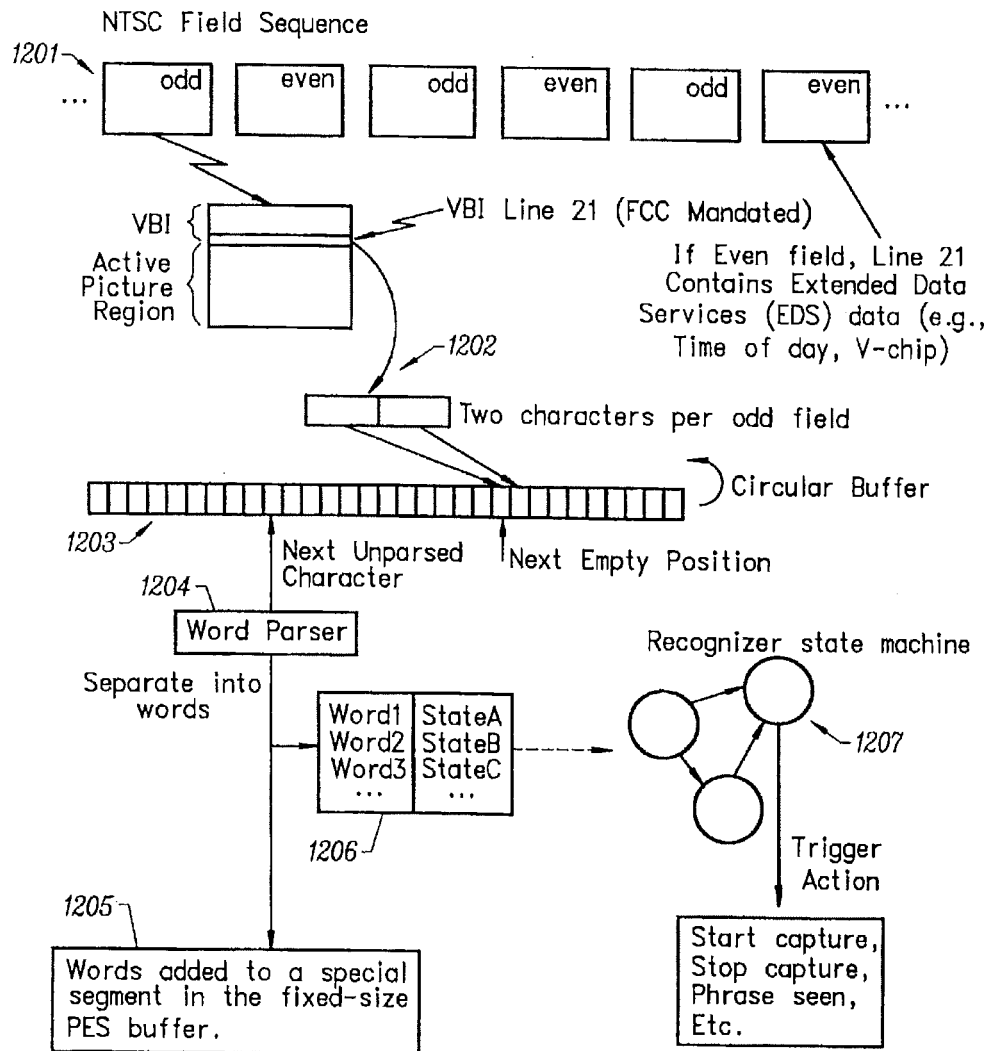 NTSC Field Sequence
1201
... odd even odd even odd even ...
VBI
VBI Line 21 (FCC Mandated)
Active
Picture
Region
If Even field, Line 21
Contains Extended Data
Services (EDS) data (e.g.,
Time of day, V-chip)
1202
Two characters per odd field
Circular Buffer
1203
Next Unparsed
Character
Next Empty Position
1204
Word Parser
Separate into
words
Word1 StateA
Word2 StateB
Word3 StateC
... ...
1206
Recognizer state machine
1207
Trigger
Action
1205
Words added to a special
segment in the fixed-size
PES buffer.
Start capture,
Stop capture,
Phrase seen,
Etc.